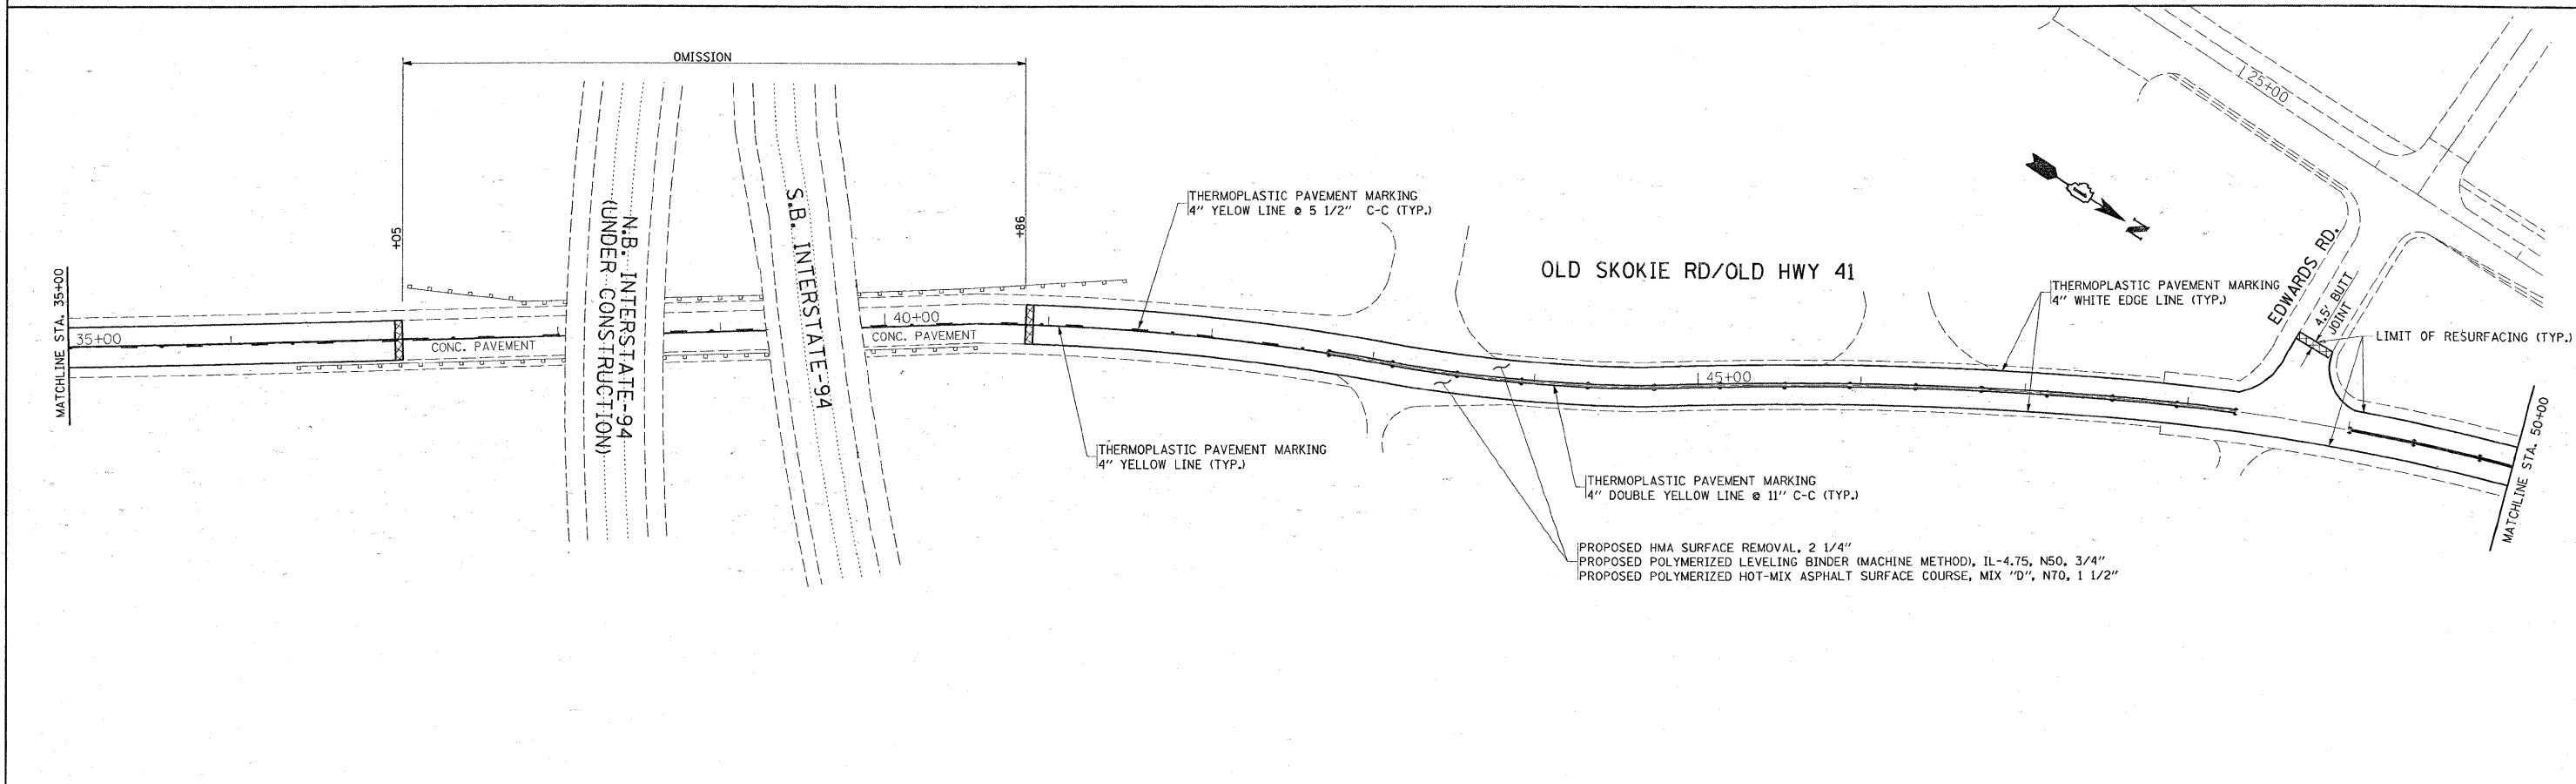 OMISSION
25+00
THERMOPLASTIC PAVEMENT MARKING
4" YELOW LINE @ 5 1/2" C-C (TYP.)
N
+05
+86
N.B. INTERSTATE-94
(UNDER CONSTRUCTION)
S.B. INTERSTATE-94
OLD SKOKIE RD/OLD HWY 41
EDWARDS RD.
4.5' BUTT
JOINT
THERMOPLASTIC PAVEMENT MARKING
4" WHITE EDGE LINE (TYP.)
LIMIT OF RESURFACING (TYP.)
MATCHLINE STA. 35+00
35+00
CONC. PAVEMENT
40+00
CONC. PAVEMENT
45+00
MATCHLINE STA. 50+00
THERMOPLASTIC PAVEMENT MARKING
4" YELLOW LINE (TYP.)
THERMOPLASTIC PAVEMENT MARKING
4" DOUBLE YELLOW LINE @ 11" C-C (TYP.)
PROPOSED HMA SURFACE REMOVAL, 2 1/4"
PROPOSED POLYMERIZED LEVELING BINDER (MACHINE METHOD), IL-4.75, N50, 3/4"
PROPOSED POLYMERIZED HOT-MIX ASPHALT SURFACE COURSE, MIX "D", N70, 1 1/2"